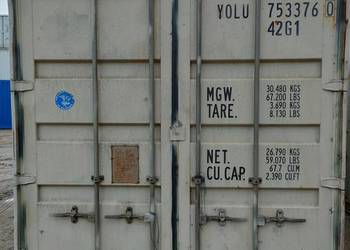 YOLU 753376 0
42G1
MGW. 30.480 KGS
67.200 LBS
TARE. 3.690 KGS
8.130 LBS
NET. 26.790 KGS
59.070 LBS
CU.CAP. 67.7 CU.M
2.390 CU.FT